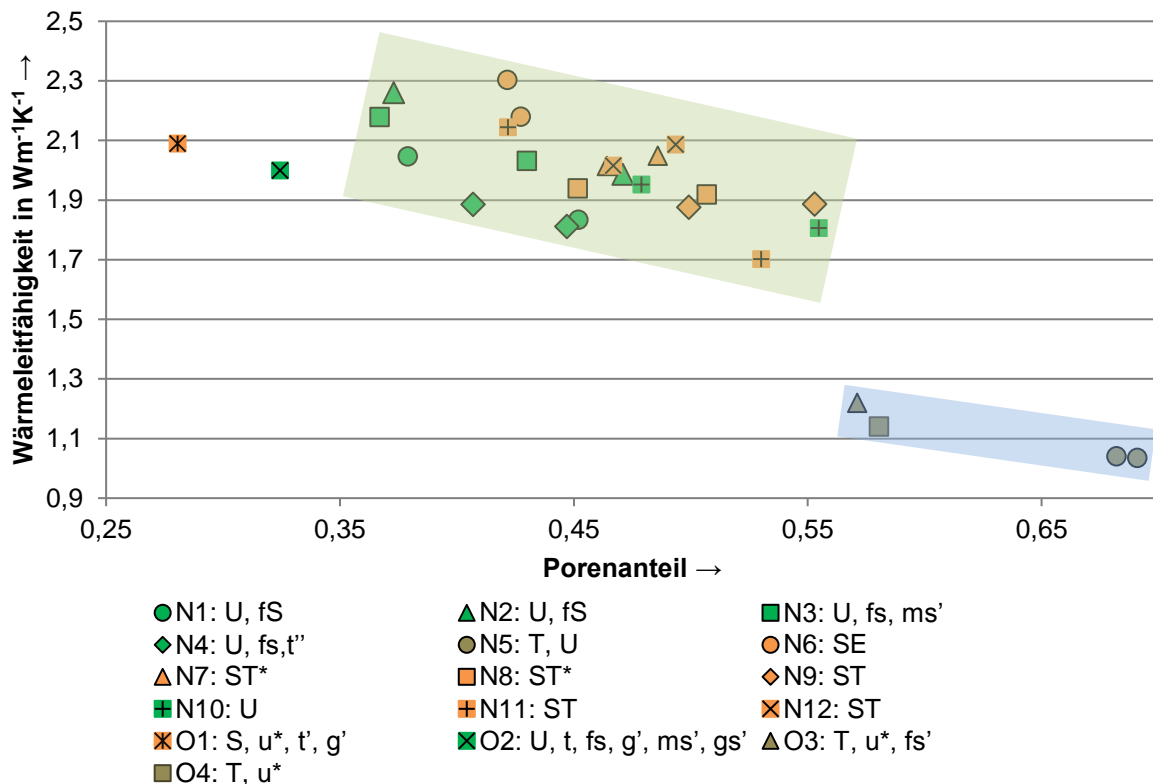 Wärmeleitfähigkeit in Wm⁻¹K⁻¹ →
2,5
2,3
2,1
1,9
1,7
1,5
1,3
1,1
0,9
0,25 0,35 0,45 0,55 0,65
Porenanteil →
N1: U, fS N2: U, fS N3: U, fs, ms’
N4: U, fs,t’’ N5: T, U N6: SE
N7: ST* N8: ST* N9: ST
N10: U N11: ST N12: ST
O1: S, u*, t’, g’ O2: U, t, fs, g’, ms’, gs’ O3: T, u*, fs’
O4: T, u*